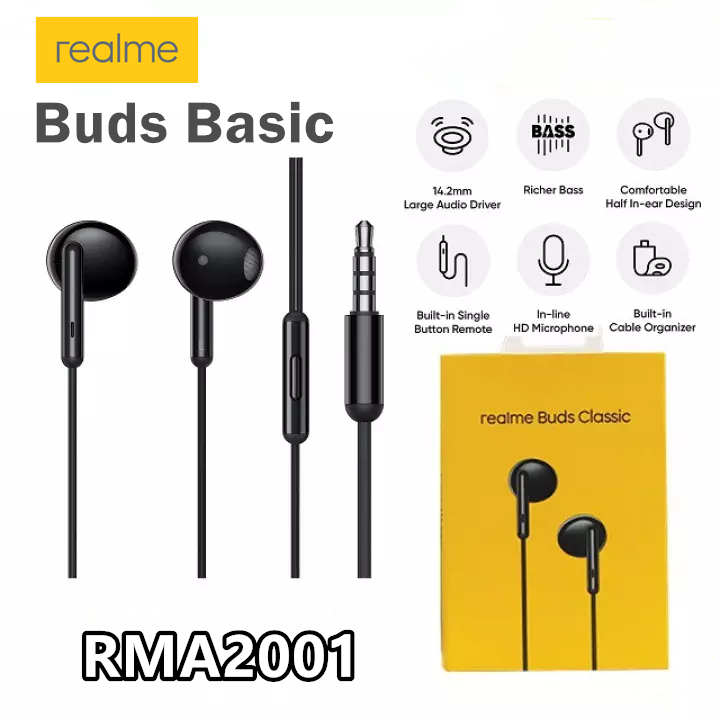 realme
Buds Basic
BASS
14.2mm
Large Audio Driver
Richer Bass
Comfortable
Half In-ear Design
Built-in Single
Button Remote
In-line
HD Microphone
Built-in
Cable Organizer
realme Buds Classic
RMA2001